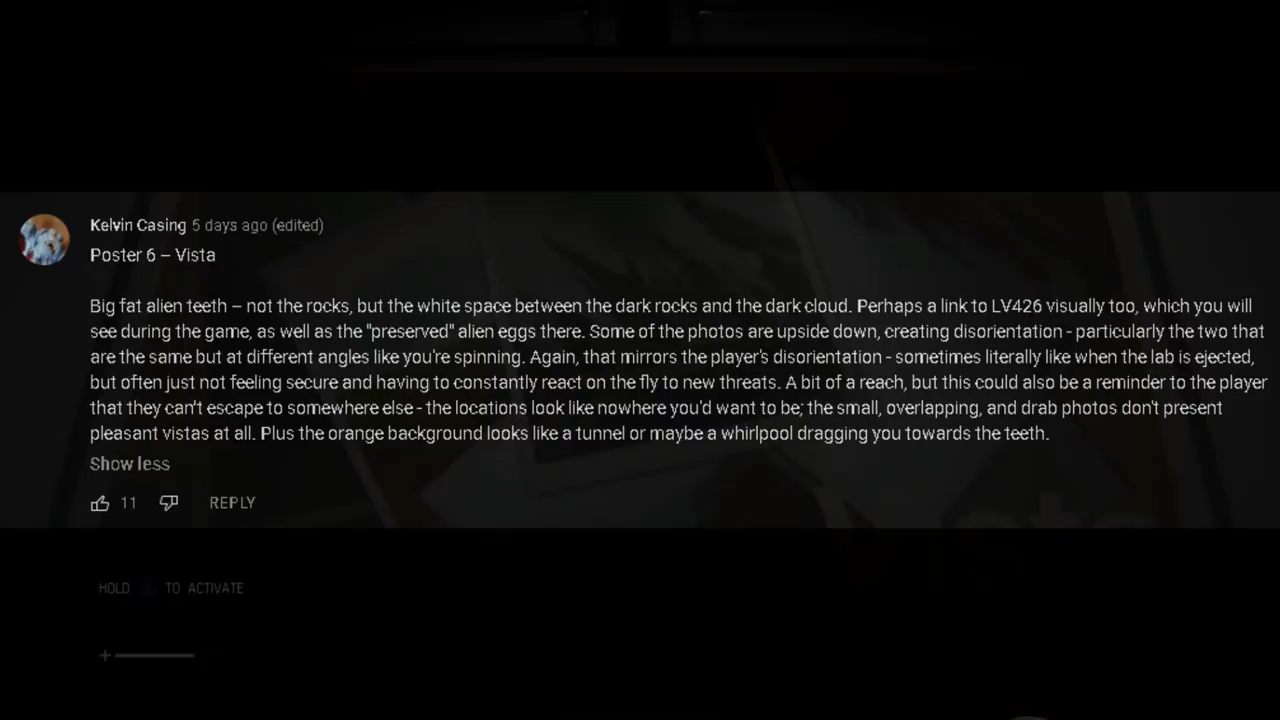 Kelvin Casing 5 days ago (edited)
Poster 6 – Vista
Big fat alien teeth – not the rocks, but the white space between the dark rocks and the dark cloud. Perhaps a link to LV426 visually too, which you will
see during the game, as well as the "preserved" alien eggs there. Some of the photos are upside down, creating disorientation - particularly the two that
are the same but at different angles like you're spinning. Again, that mirrors the player's disorientation - sometimes literally like when the lab is ejected,
but often just not feeling secure and having to constantly react on the fly to new threats. A bit of a reach, but this could also be a reminder to the player
that they can't escape to somewhere else - the locations look like nowhere you'd want to be; the small, overlapping, and drab photos don't present
pleasant vistas at all. Plus the orange background looks like a tunnel or maybe a whirlpool dragging you towards the teeth.
Show less
11 REPLY
HOLD TO ACTIVATE